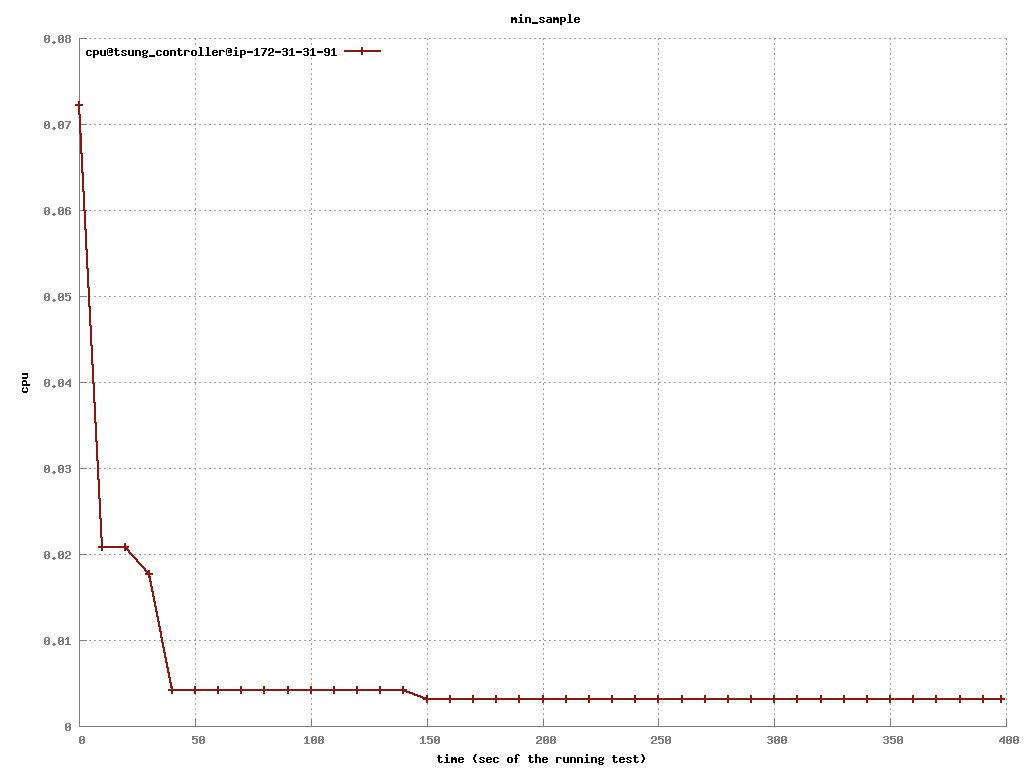 min_sample
cpu@tsung_controller@ip-172-31-31-91
0.08
0.07
0.06
0.05
0.04
0.03
0.02
0.01
0
cpu
0 50 100 150 200 250 300 350 400
time (sec of the running test)